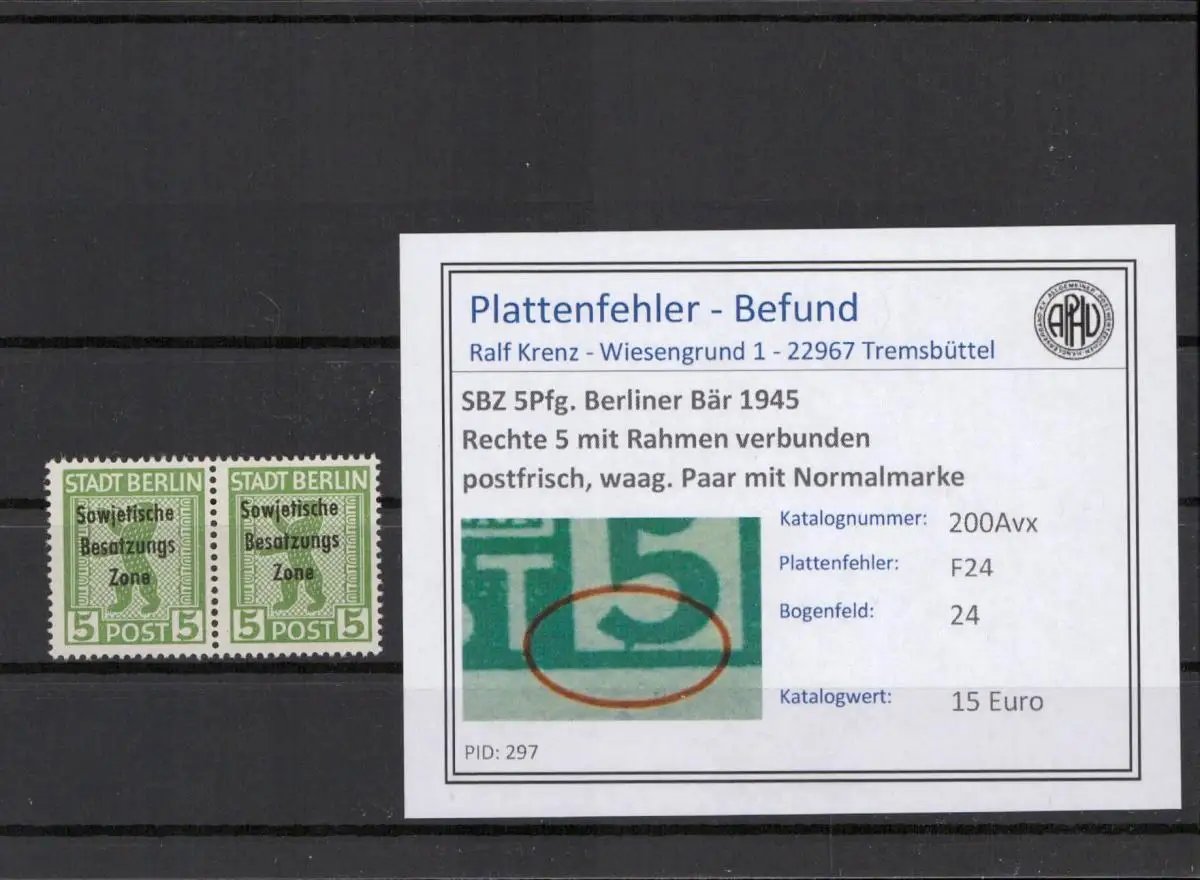 STADT BERLIN
Sowjetische
Besatzungs
Zone
5 POST 5
STADT BERLIN
Sowjetische
Besatzungs
Zone
5 POST 5
Plattenfehler - Befund
Ralf Krenz - Wiesengrund 1 - 22967 Tremsbüttel
APHV
SBZ 5Pfg. Berliner Bär 1945
Rechte 5 mit Rahmen verbunden
postfrisch, waag. Paar mit Normalmarke
T 5
Katalognummer: 200Avx
Plattenfehler: F24
Bogenfeld: 24
Katalogwert: 15 Euro
PID: 297